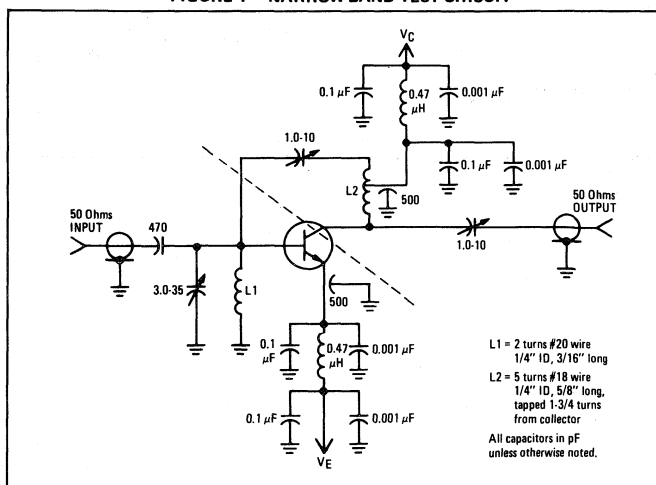 FIGURE 1 – NARROW BAND TEST CIRCUIT
VC
0.1 μF
0.47
μH
0.001 μF
1.0-10
0.1 μF
0.001 μF
L2
500
50 Ohms
INPUT
470
50 Ohms
OUTPUT
1.0-10
3.0-35
L1
500
0.1
μF
0.47
μH
0.001 μF
0.1 μF
0.001 μF
VE
L1 = 2 turns #20 wire
1/4" ID, 3/16" long
L2 = 5 turns #18 wire
1/4" ID, 5/8" long,
tapped 1-3/4 turns
from collector
All capacitors in pF
unless otherwise noted.